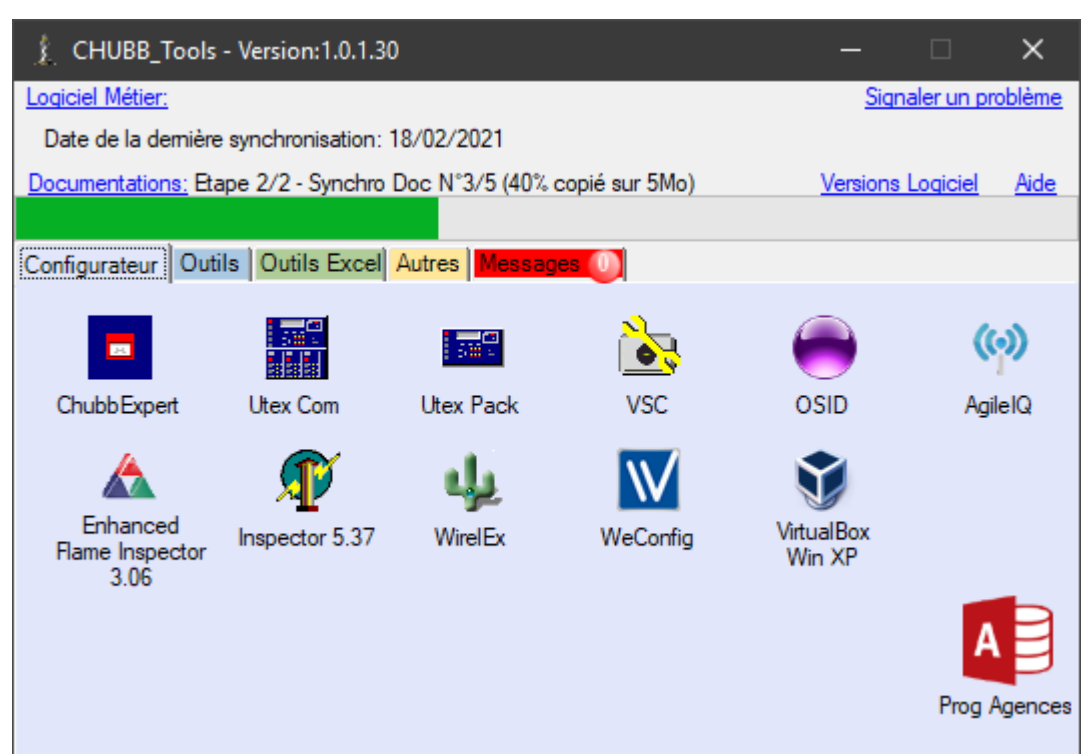 CHUBB_Tools - Version:1.0.1.30
Logiciel Métier: Signaler un problème
Date de la dernière synchronisation: 18/02/2021
Documentations: Etape 2/2 - Synchro Doc N°3/5 (40% copié sur 5Mo) Versions Logiciel Aide
Configurateur Outils Outils Excel Autres Messages 0
ChubbExpert Utex Com Utex Pack VSC OSID AgileIQ
Enhanced Flame Inspector 3.06 Inspector 5.37 WirelEx WeConfig VirtualBox Win XP
A
Prog Agences